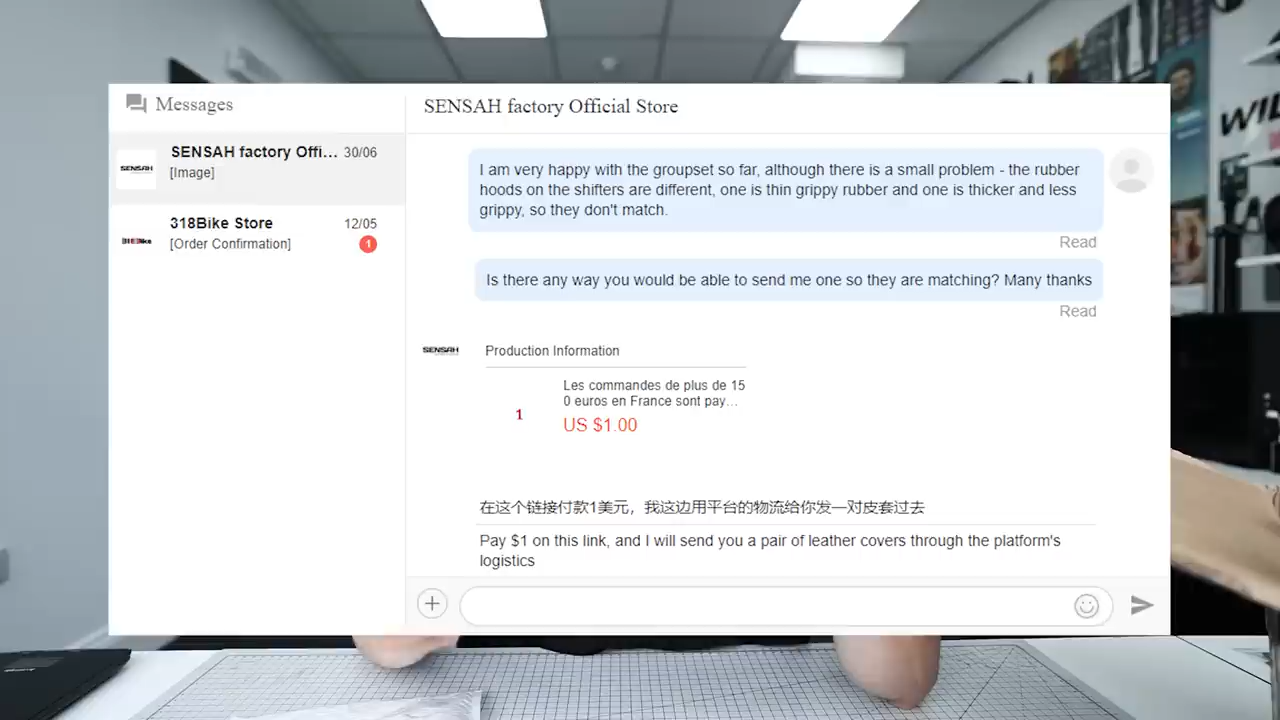 Messages
SENSAH factory Offi... 30/06
[Image]
318Bike Store 12/05
[Order Confirmation] 1
SENSAH factory Official Store
I am very happy with the groupset so far, although there is a small problem - the rubber
hoods on the shifters are different, one is thin grippy rubber and one is thicker and less
grippy, so they don't match.
Read
Is there any way you would be able to send me one so they are matching? Many thanks
Read
SENSAH
Production Information
Les commandes de plus de 15
0 euros en France sont pay...
1
US $1.00
在这个链接付款1美元，我这边用平台的物流给你发一对皮套过去
Pay $1 on this link, and I will send you a pair of leather covers through the platform's
logistics
SENSAH
318Bike